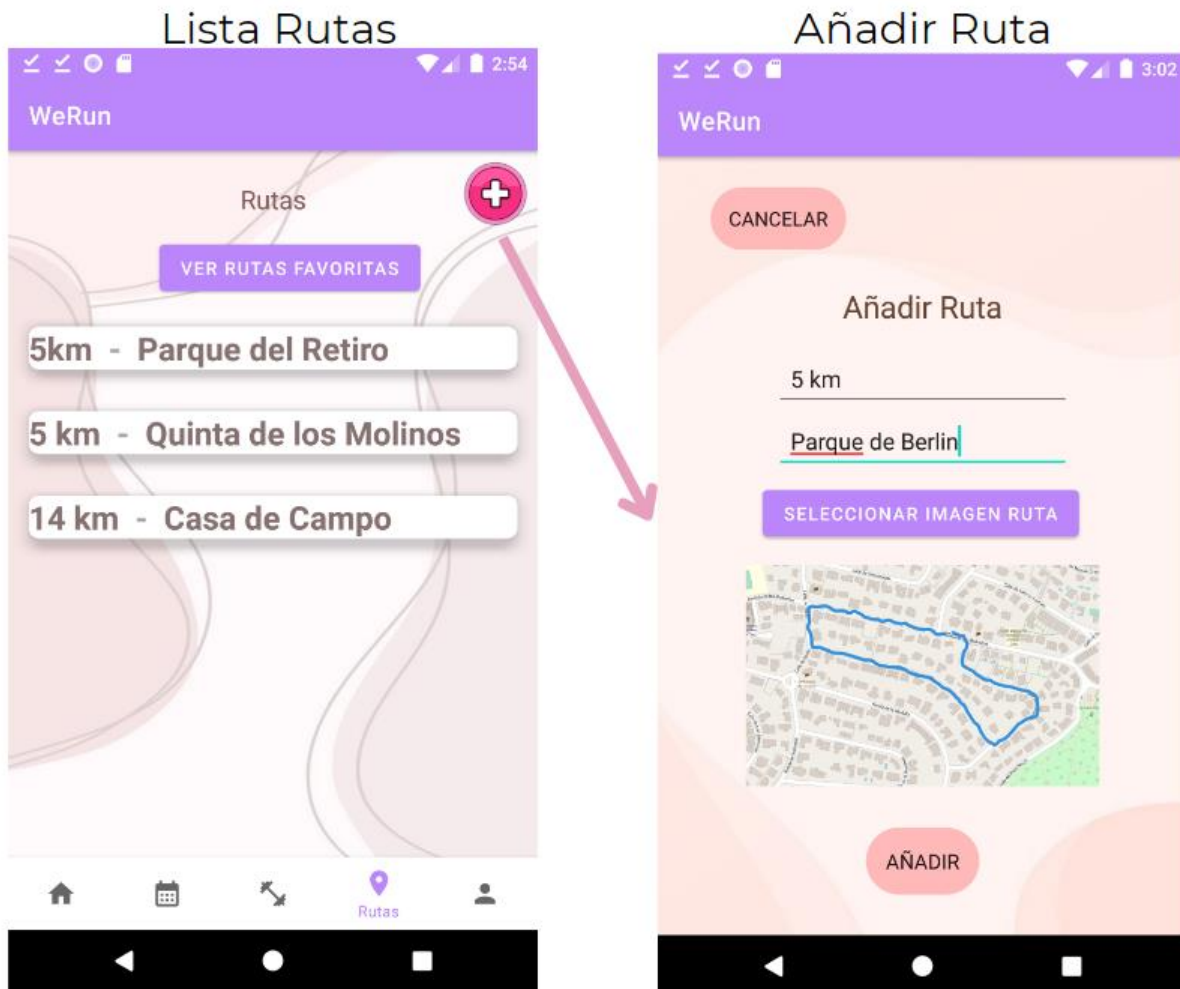 Lista Rutas
2:54
WeRun
Rutas
VER RUTAS FAVORITAS
5km - Parque del Retiro
5 km - Quinta de los Molinos
14 km - Casa de Campo
Rutas
Añadir Ruta
3:02
WeRun
CANCELAR
Añadir Ruta
5 km
Parque de Berlin
SELECCIONAR IMAGEN RUTA
AÑADIR